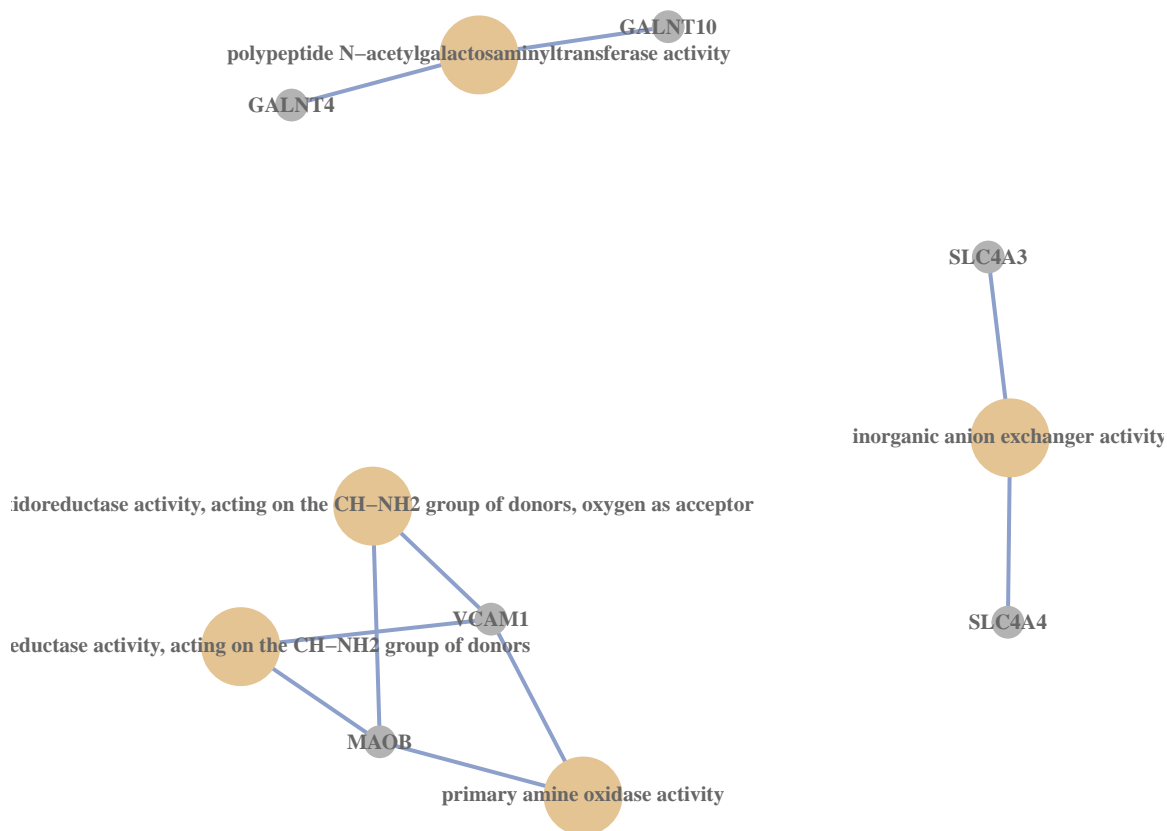 GALNT10
polypeptide N−acetylgalactosaminyltransferase activity
GALNT4
SLC4A3
inorganic anion exchanger activity
idoreductase activity, acting on the CH−NH2 group of donors, oxygen as acceptor
VCAM1
SLC4A4
eductase activity, acting on the CH−NH2 group of donors
MAOB
primary amine oxidase activity